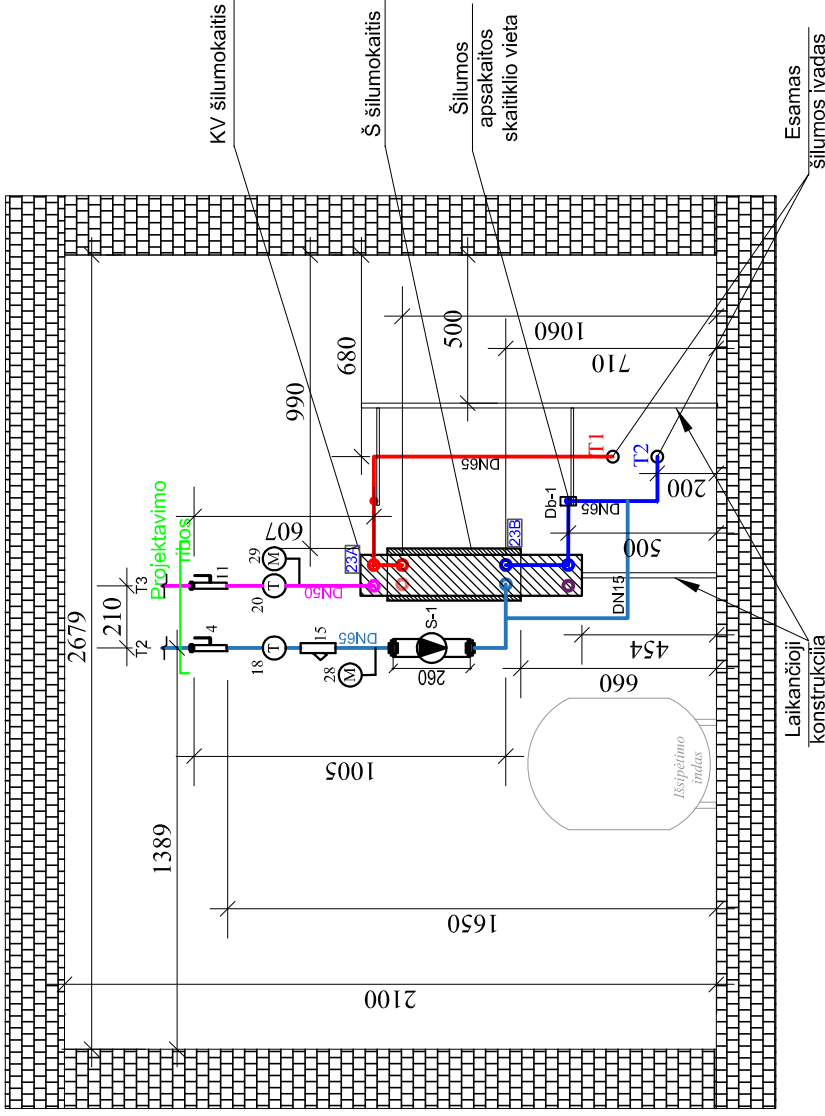 KV šilumokaitis
Š šilumokaitis
Šilumos
apsakaitos
skaitiklio vieta
Esamas
šilumos įvadas
Projektavimo
ribos
T2
T3
2679
210
1389
4
11
18
T
20
T
29
M
15
28
M
DN65
DN50
607
990
680
500
1060
710
23A
23B
S-1
260
DN65
T1
T2
Db-1
DN65
DN15
200
500
454
660
1005
1650
2100
Išsipėtimo
indas
Laikančioji
konstrukcija